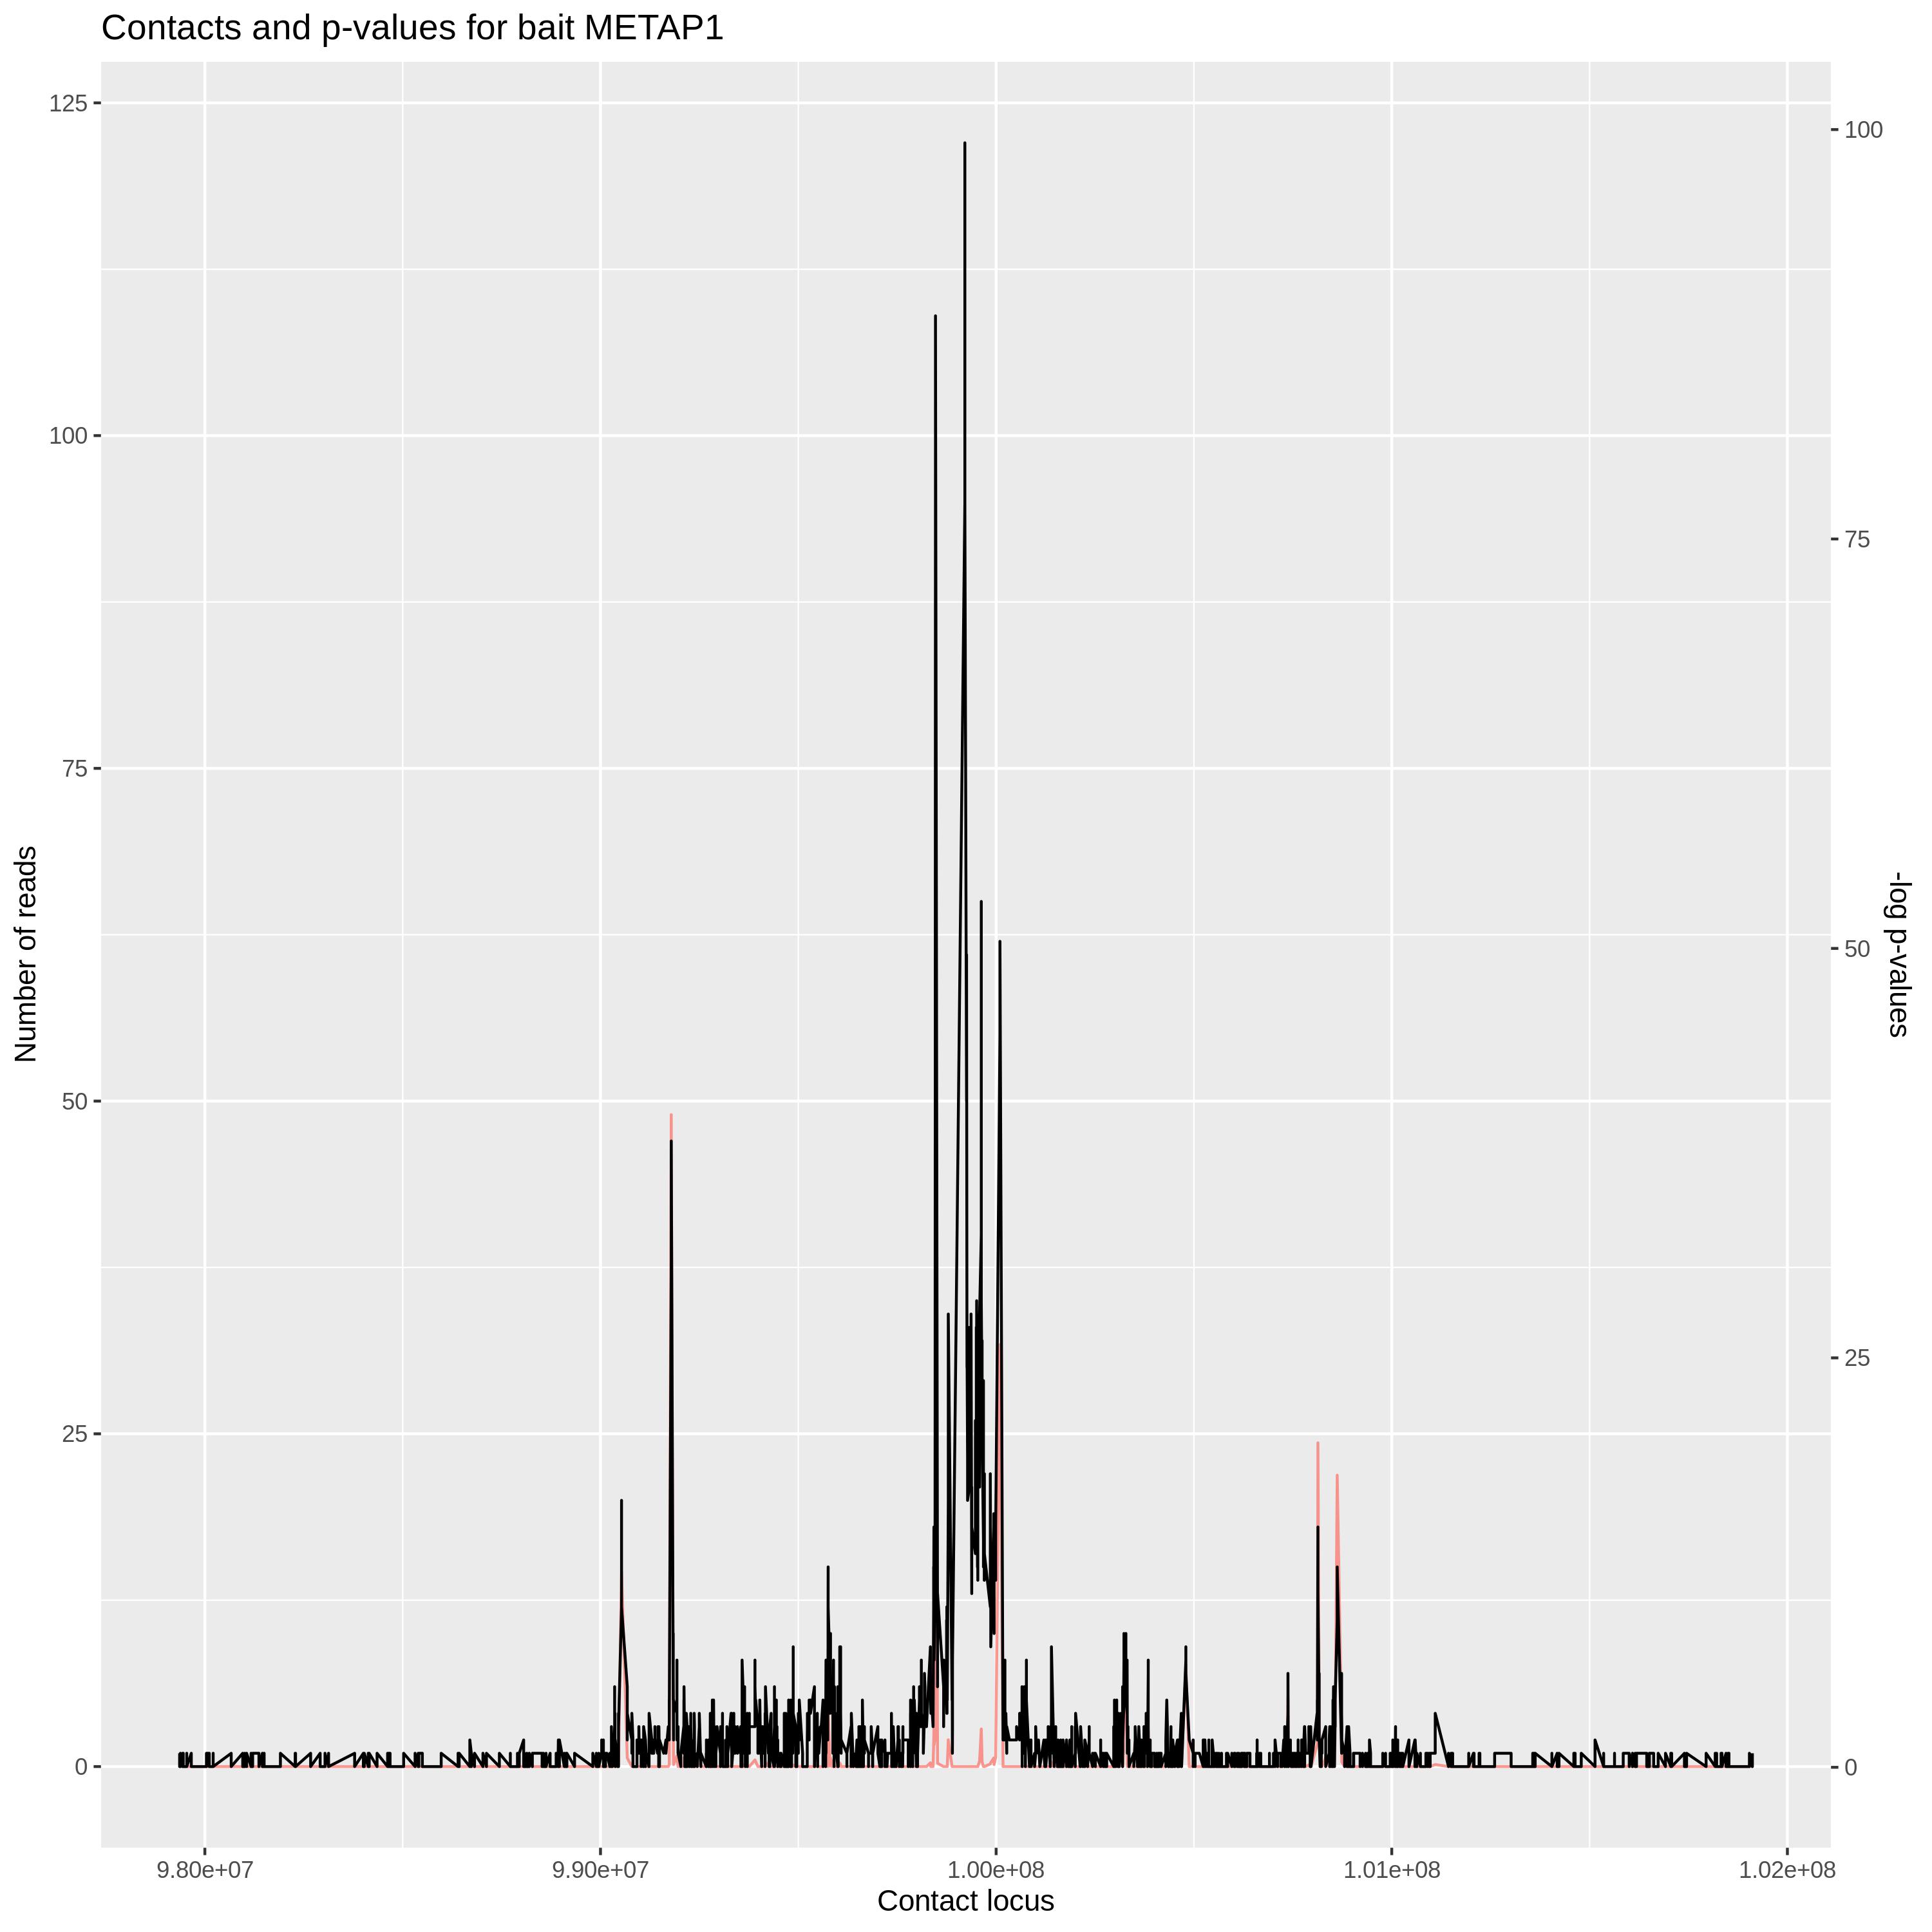 Contacts and p-values for bait METAP1
125
100
75
50
25
0
Number of reads
100
75
50
25
0
-log p-values
9.80e+07
9.90e+07
1.00e+08
1.01e+08
1.02e+08
Contact locus